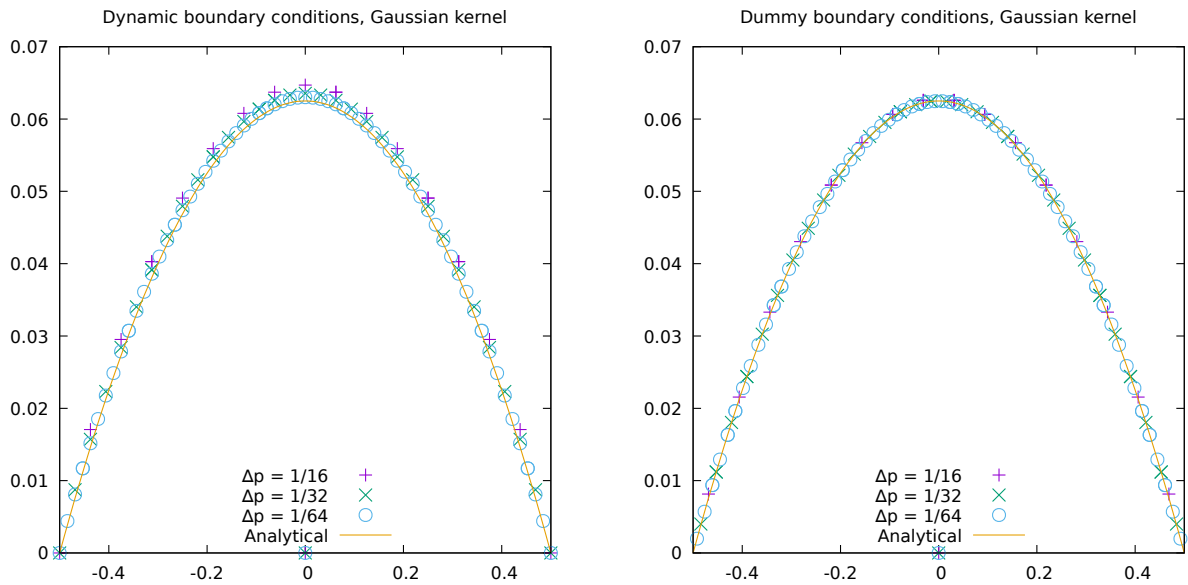 Dynamic boundary conditions, Gaussian kernel
0.07
0.06
0.05
0.04
0.03
0.02
0.01
0
-0.4
-0.2
0
0.2
0.4
Δp = 1/16
Δp = 1/32
Δp = 1/64
Analytical
Dummy boundary conditions, Gaussian kernel
0.07
0.06
0.05
0.04
0.03
0.02
0.01
0
-0.4
-0.2
0
0.2
0.4
Δp = 1/16
Δp = 1/32
Δp = 1/64
Analytical